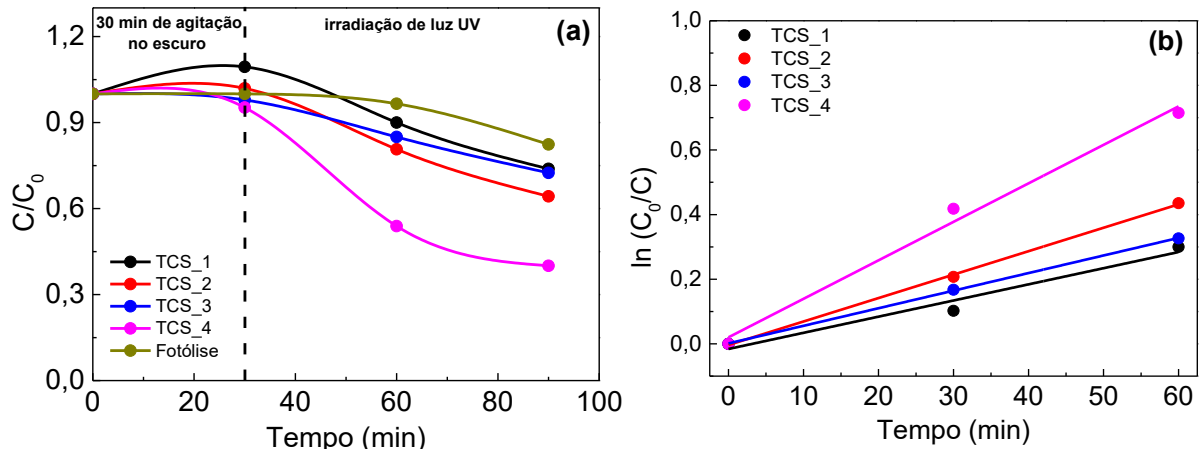 30 min de agitação
no escuro
irradiação de luz UV
(a)
1,2
0,9
0,6
0,3
0,0
C/C0
TCS_1
TCS_2
TCS_3
TCS_4
Fotólise
0 20 40 60 80 100
Tempo (min)
(b)
TCS_1
TCS_2
TCS_3
TCS_4
1,0
0,8
0,6
0,4
0,2
0,0
ln (C0/C)
0 10 20 30 40 50 60
Tempo (min)